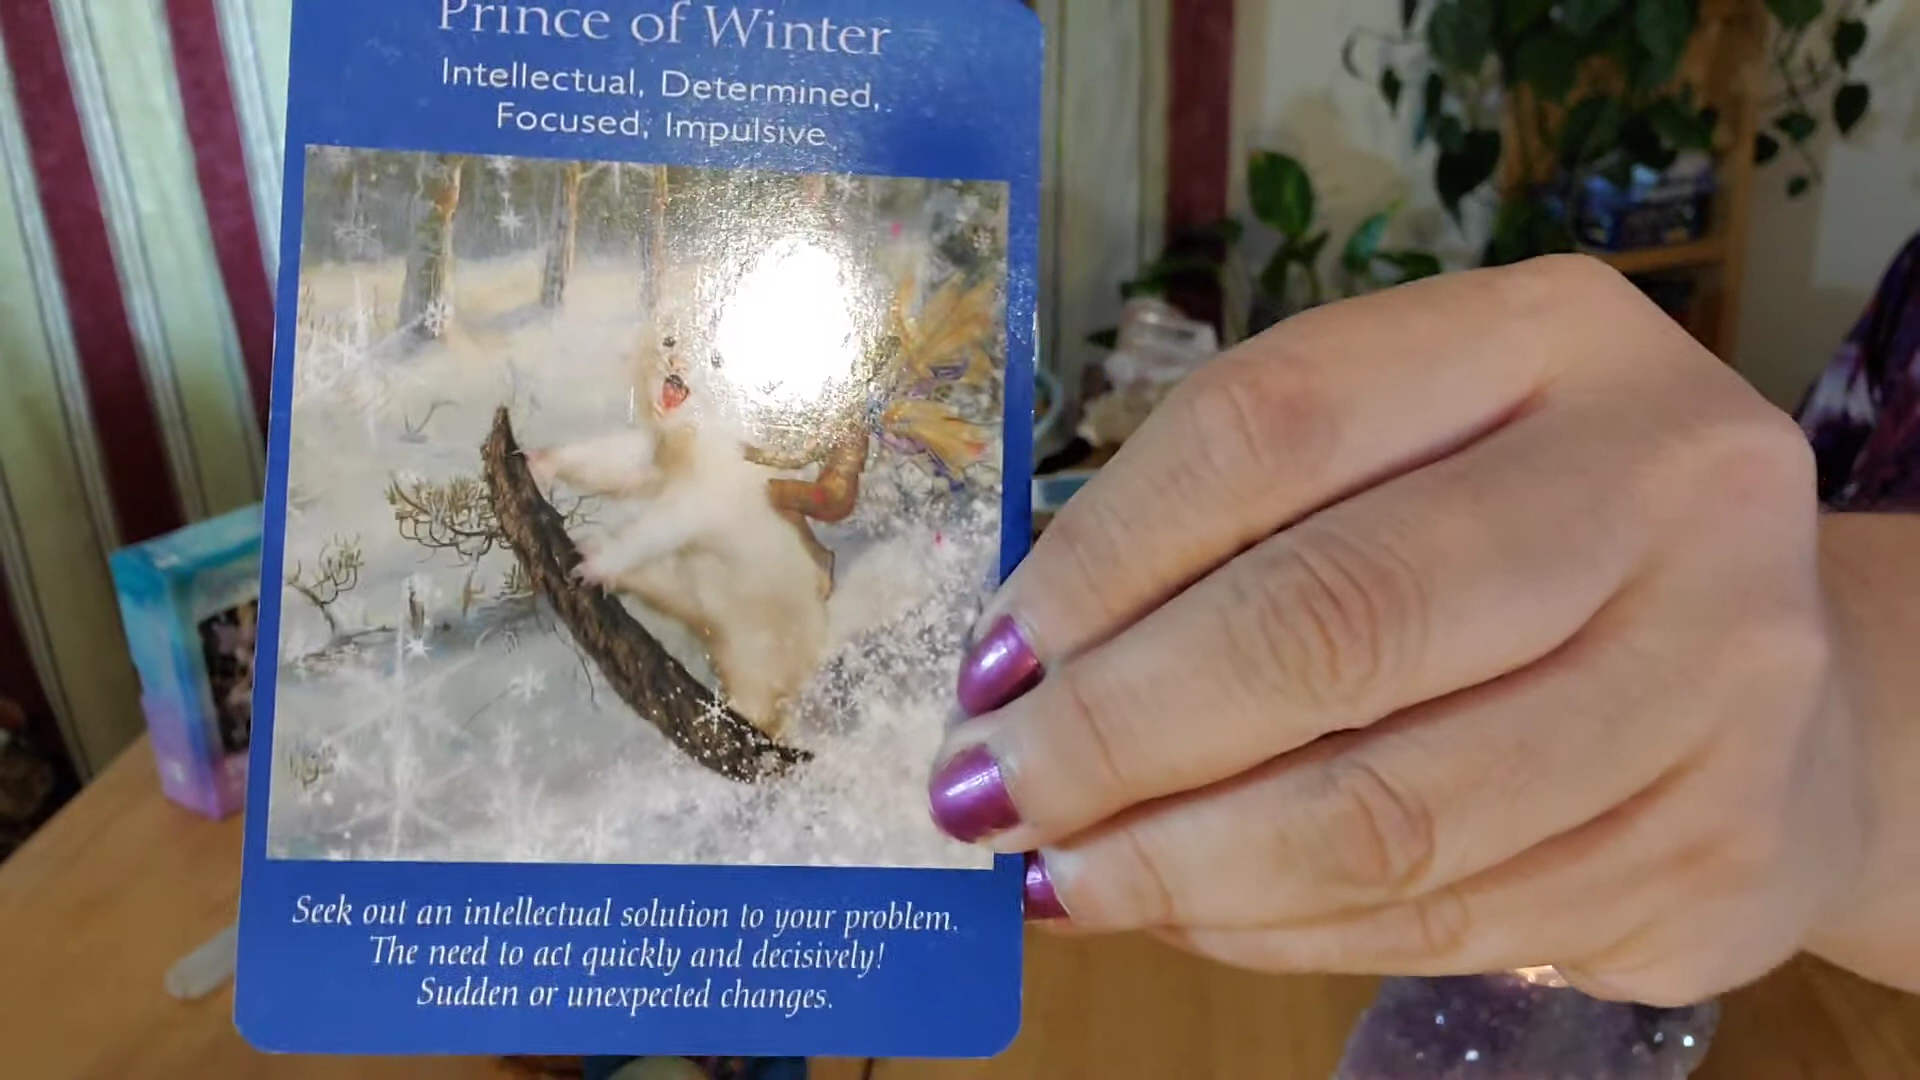 Prince of Winter
Intellectual, Determined,
Focused, Impulsive
Seek out an intellectual solution to your problem.
The need to act quickly and decisively!
Sudden or unexpected changes.